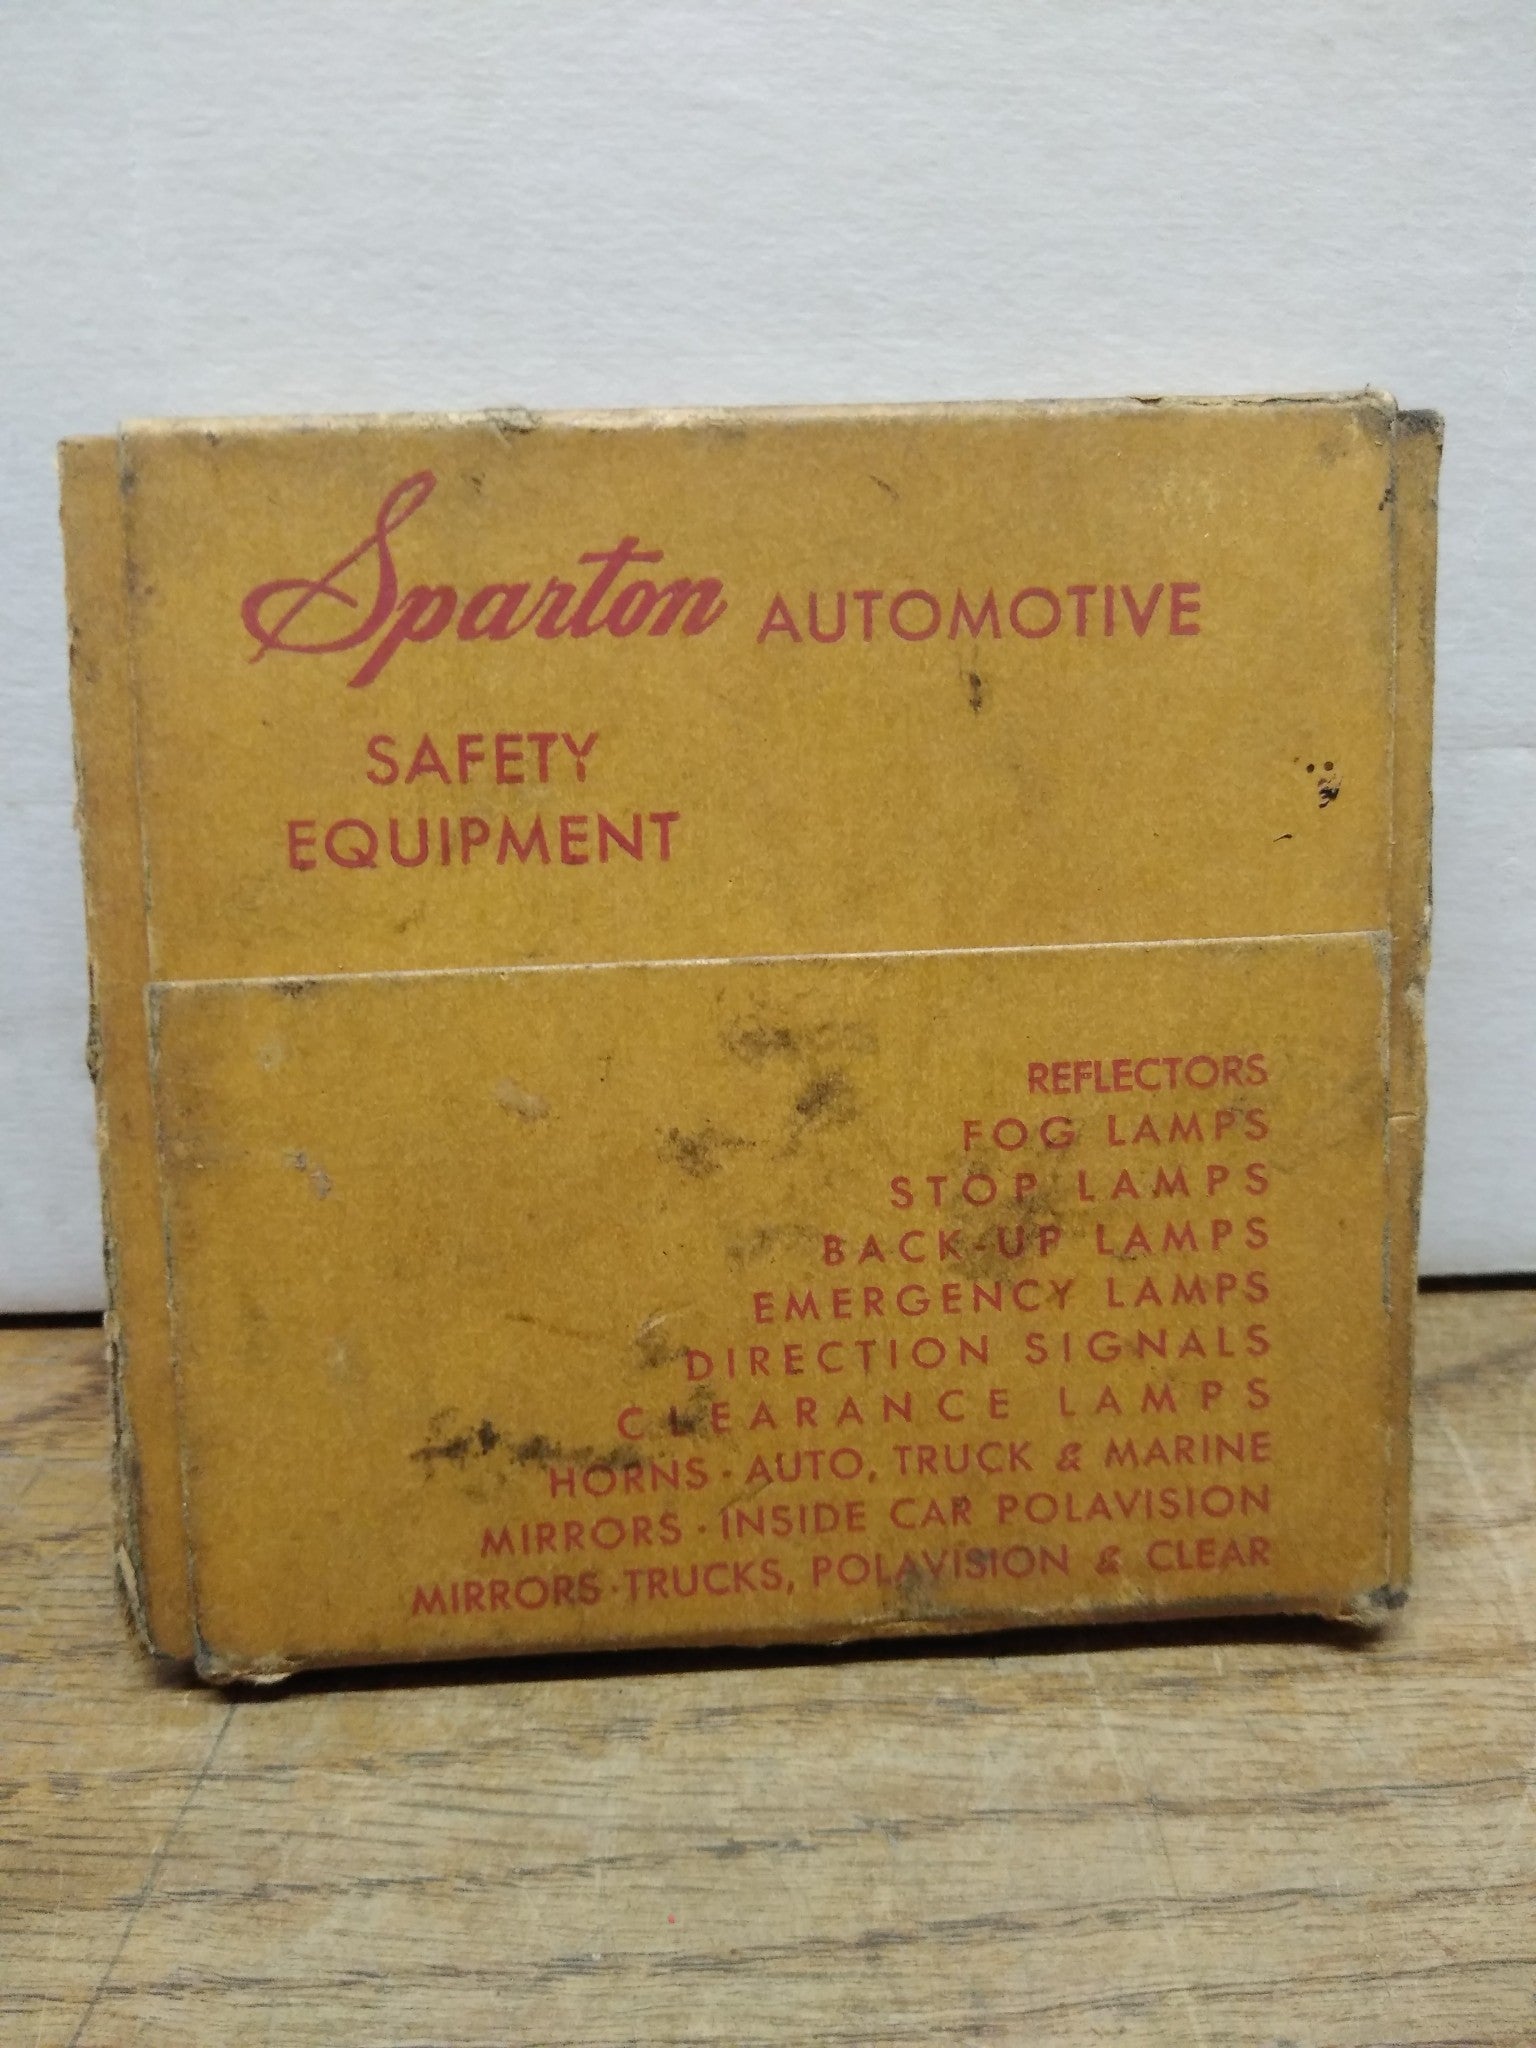 Sparton AUTOMOTIVE
SAFETY
EQUIPMENT
REFLECTORS
FOG LAMPS
STOP LAMPS
BACK-UP LAMPS
EMERGENCY LAMPS
DIRECTION SIGNALS
CLEARANCE LAMPS
HORNS · AUTO, TRUCK & MARINE
MIRRORS · INSIDE CAR POLAVISION
MIRRORS · TRUCKS, POLAVISION & CLEAR